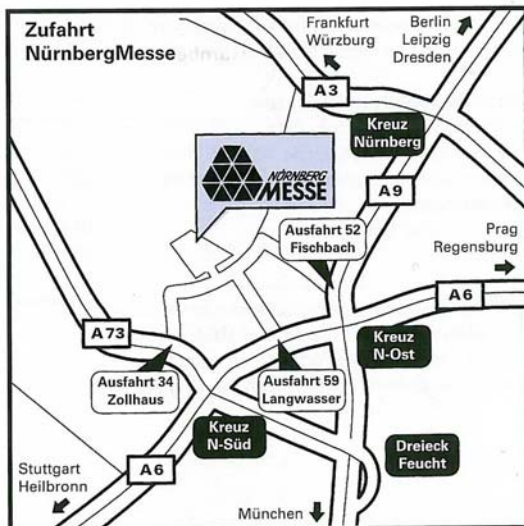 Zufahrt
NürnbergMesse
Frankfurt
Würzburg
Berlin
Leipzig
Dresden
A3
Kreuz
Nürnberg
NÜRNBERG
MESSE
A9
Ausfahrt 52
Fischbach
Prag
Regensburg
A6
A73
Kreuz
N-Ost
Ausfahrt 34
Zollhaus
Ausfahrt 59
Langwasser
Kreuz
N-Süd
Dreieck
Feucht
Stuttgart
Heilbronn
A6
München